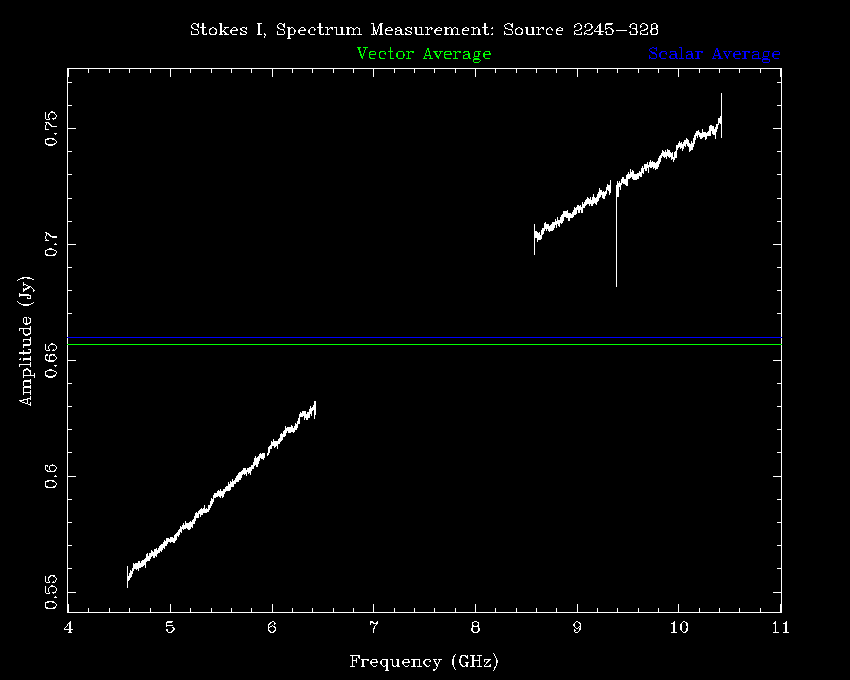 Stokes I, Spectrum Measurement: Source 2245−328
Vector Average Scalar Average
0.75
0.7
0.65
0.6
0.55
Amplitude (Jy)
4 5 6 7 8 9 10 11
Frequency (GHz)